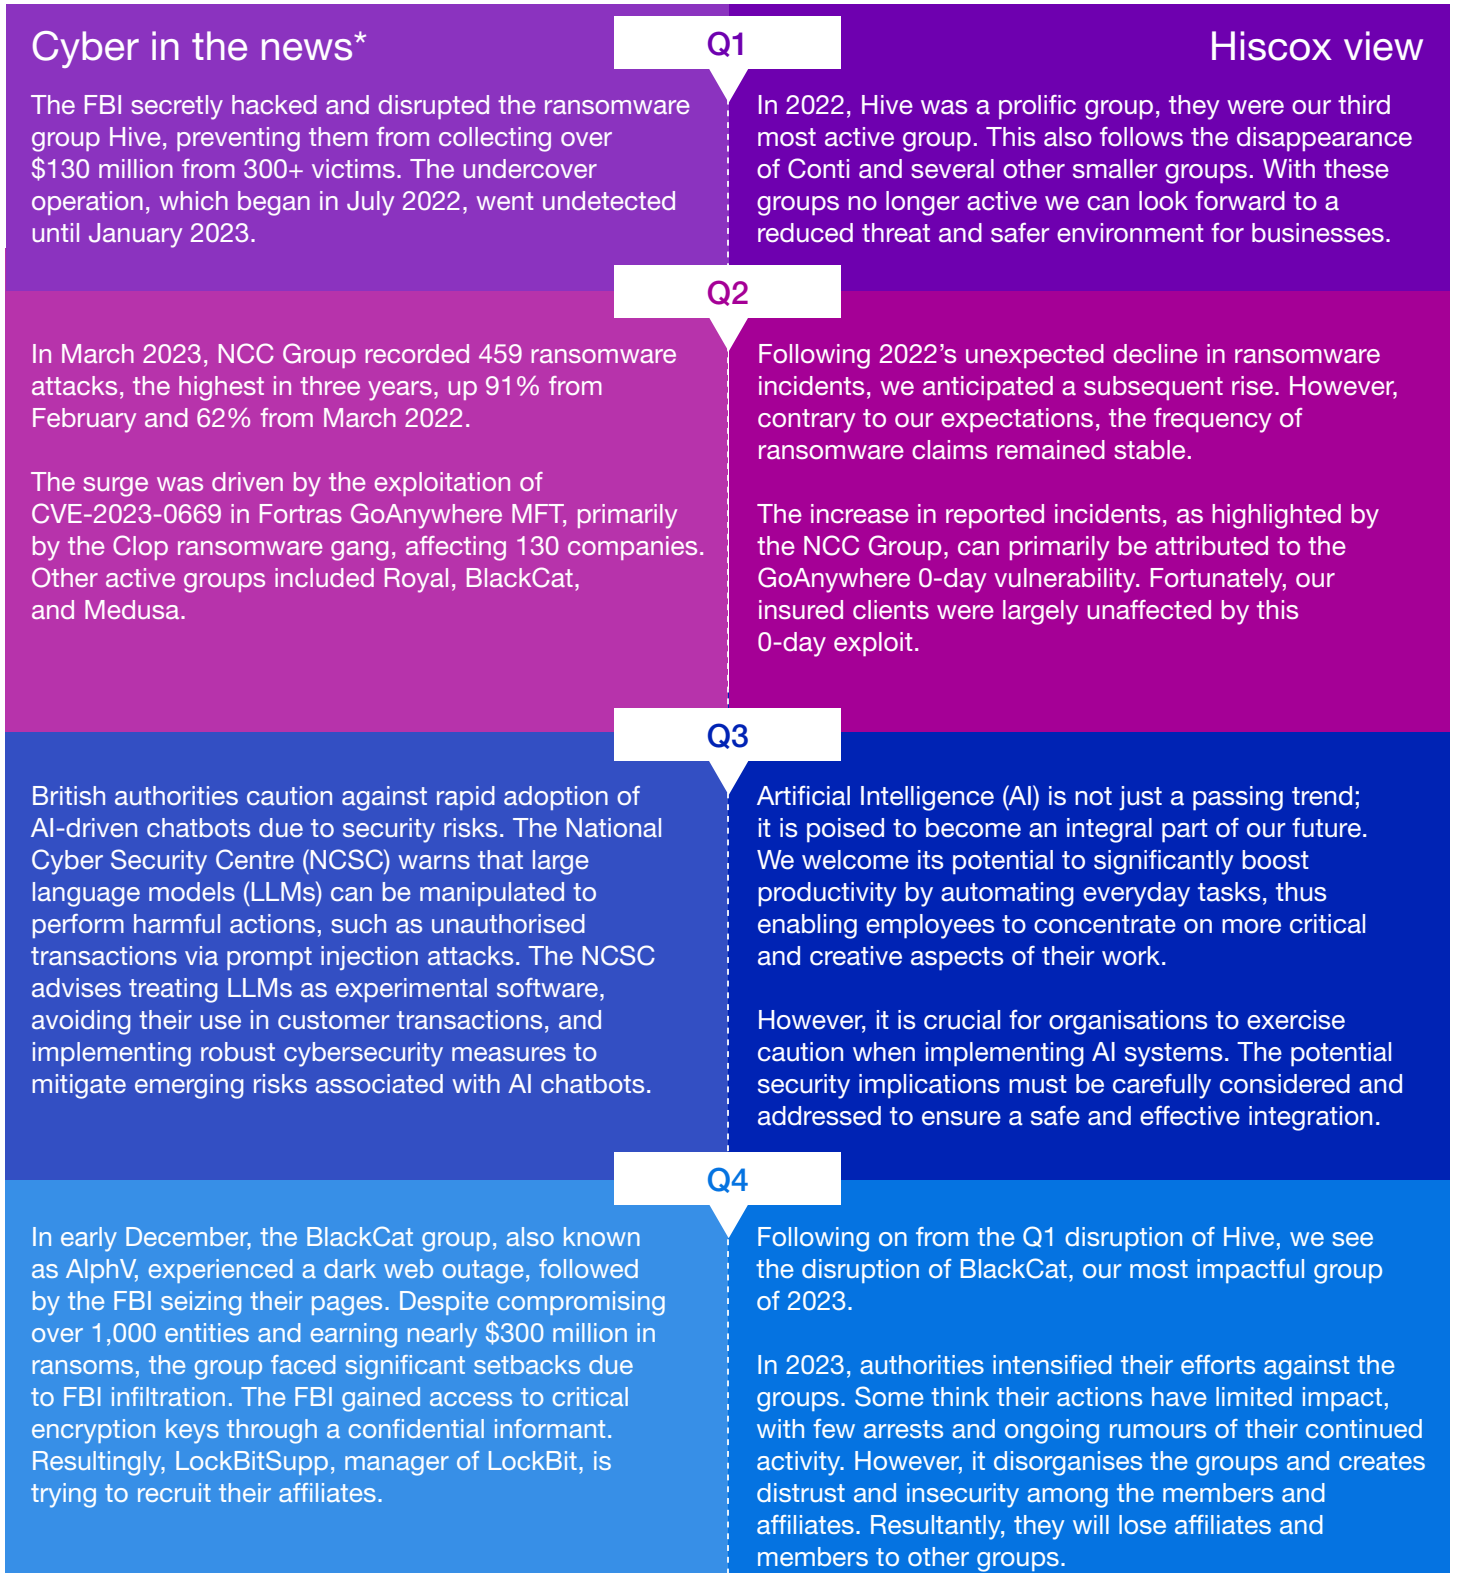 Cyber in the news*
Q1
Hiscox view
The FBI secretly hacked and disrupted the ransomware
group Hive, preventing them from collecting over
$130 million from 300+ victims. The undercover
operation, which began in July 2022, went undetected
until January 2023.
In 2022, Hive was a prolific group, they were our third
most active group. This also follows the disappearance
of Conti and several other smaller groups. With these
groups no longer active we can look forward to a
reduced threat and safer environment for businesses.
Q2
In March 2023, NCC Group recorded 459 ransomware
attacks, the highest in three years, up 91% from
February and 62% from March 2022.
The surge was driven by the exploitation of
CVE-2023-0669 in Fortras GoAnywhere MFT, primarily
by the Clop ransomware gang, affecting 130 companies.
Other active groups included Royal, BlackCat,
and Medusa.
Following 2022’s unexpected decline in ransomware
incidents, we anticipated a subsequent rise. However,
contrary to our expectations, the frequency of
ransomware claims remained stable.
The increase in reported incidents, as highlighted by
the NCC Group, can primarily be attributed to the
GoAnywhere 0-day vulnerability. Fortunately, our
insured clients were largely unaffected by this
0-day exploit.
Q3
British authorities caution against rapid adoption of
AI-driven chatbots due to security risks. The National
Cyber Security Centre (NCSC) warns that large
language models (LLMs) can be manipulated to
perform harmful actions, such as unauthorised
transactions via prompt injection attacks. The NCSC
advises treating LLMs as experimental software,
avoiding their use in customer transactions, and
implementing robust cybersecurity measures to
mitigate emerging risks associated with AI chatbots.
Artificial Intelligence (AI) is not just a passing trend;
it is poised to become an integral part of our future.
We welcome its potential to significantly boost
productivity by automating everyday tasks, thus
enabling employees to concentrate on more critical
and creative aspects of their work.
However, it is crucial for organisations to exercise
caution when implementing AI systems. The potential
security implications must be carefully considered and
addressed to ensure a safe and effective integration.
Q4
In early December, the BlackCat group, also known
as AlphV, experienced a dark web outage, followed
by the FBI seizing their pages. Despite compromising
over 1,000 entities and earning nearly $300 million in
ransoms, the group faced significant setbacks due
to FBI infiltration. The FBI gained access to critical
encryption keys through a confidential informant.
Resultingly, LockBitSupp, manager of LockBit, is
trying to recruit their affiliates.
Following on from the Q1 disruption of Hive, we see
the disruption of BlackCat, our most impactful group
of 2023.
In 2023, authorities intensified their efforts against the
groups. Some think their actions have limited impact,
with few arrests and ongoing rumours of their continued
activity. However, it disorganises the groups and creates
distrust and insecurity among the members and
affiliates. Resultantly, they will lose affiliates and
members to other groups.